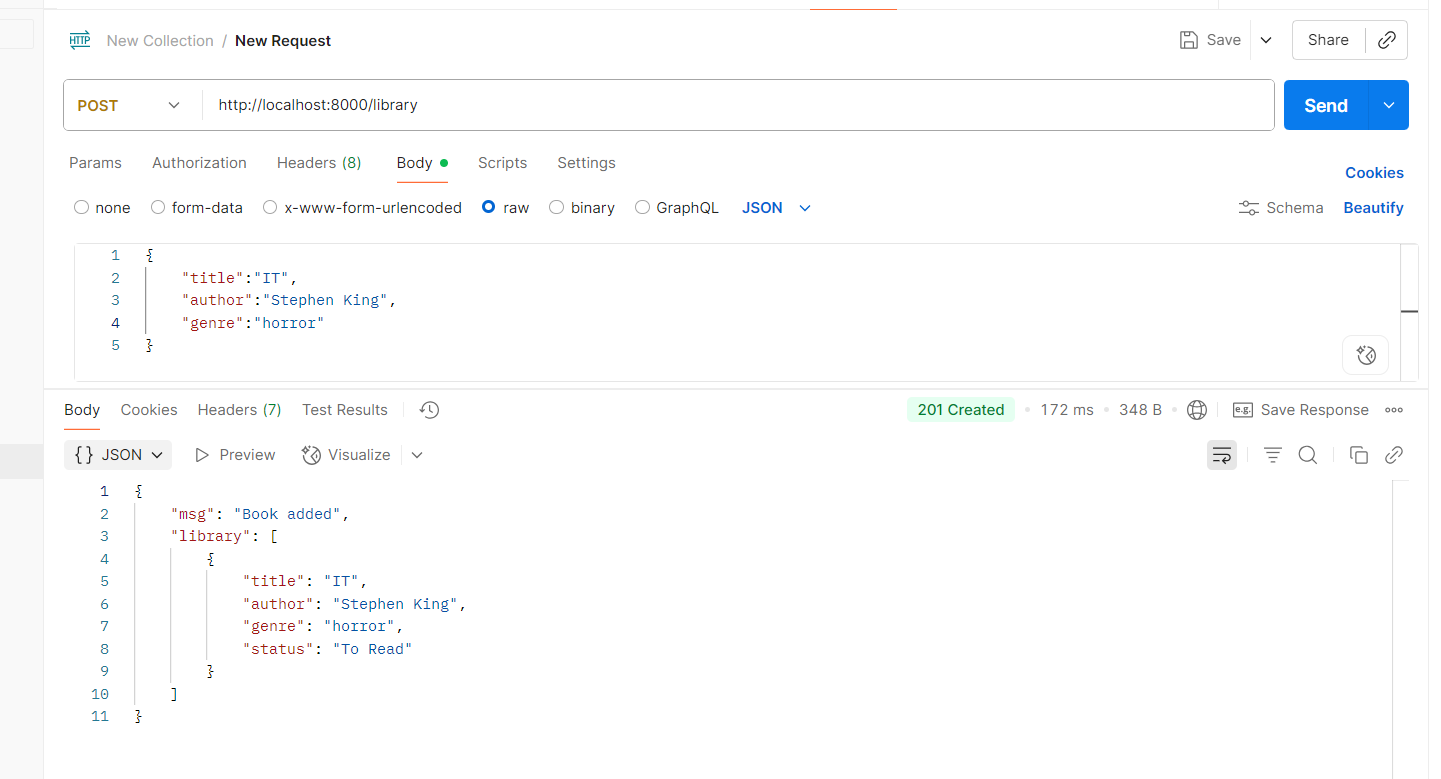 HTTP New Collection / New Request Save Share
POST http://localhost:8000/library Send
Params Authorization Headers (8) Body Scripts Settings Cookies
none form-data x-www-form-urlencoded raw binary GraphQL JSON Schema Beautify
1 {
2 "title":"IT",
3 "author":"Stephen King",
4 "genre":"horror"
5 }
Body Cookies Headers (7) Test Results 201 Created • 172 ms • 348 B • e.g. Save Response
{} JSON Preview Visualize
1 {
2 "msg": "Book added",
3 "library": [
4 {
5 "title": "IT",
6 "author": "Stephen King",
7 "genre": "horror",
8 "status": "To Read"
9 }
10 ]
11 }